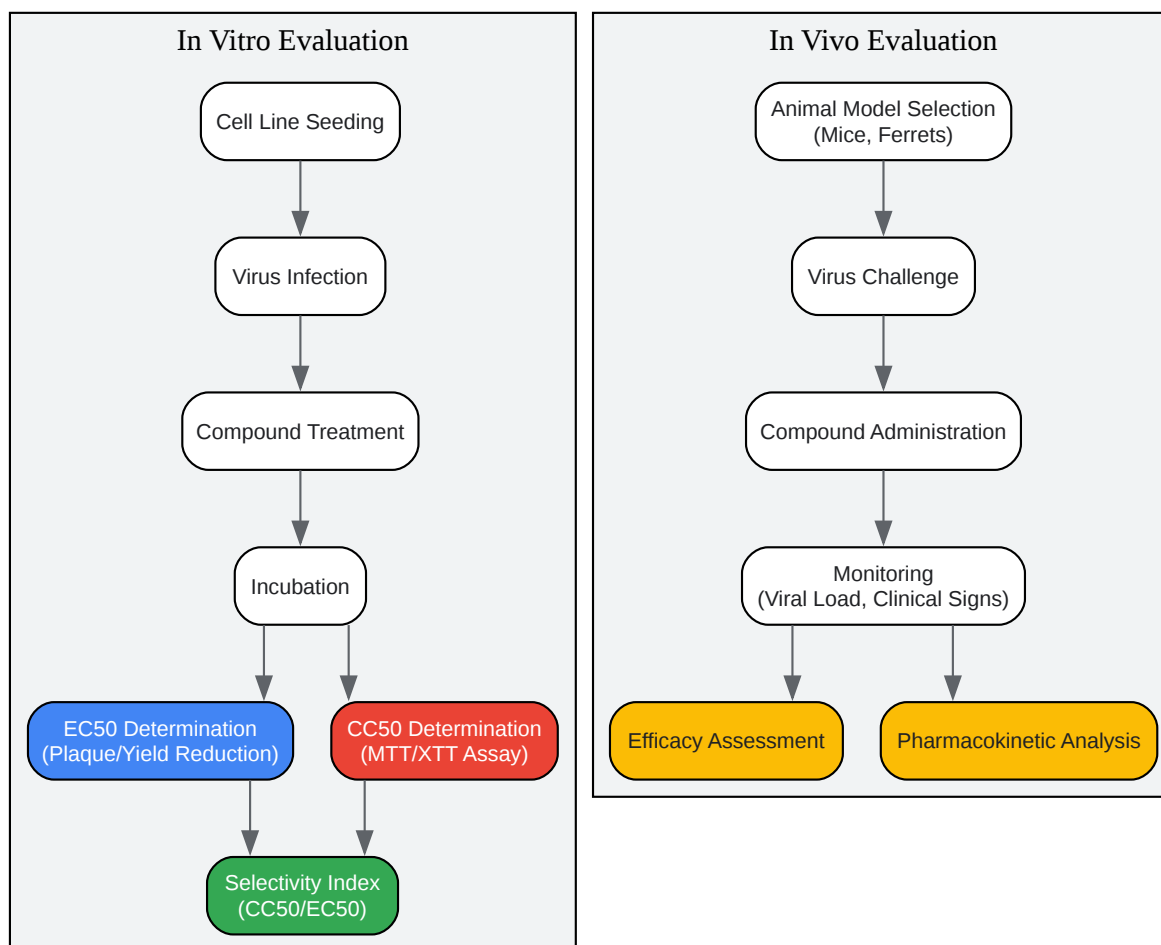 In Vitro Evaluation
Cell Line Seeding
Virus Infection
Compound Treatment
Incubation
EC50 Determination
(Plaque/Yield Reduction)
CC50 Determination
(MTT/XTT Assay)
Selectivity Index
(CC50/EC50)
In Vivo Evaluation
Animal Model Selection
(Mice, Ferrets)
Virus Challenge
Compound Administration
Monitoring
(Viral Load, Clinical Signs)
Efficacy Assessment
Pharmacokinetic Analysis